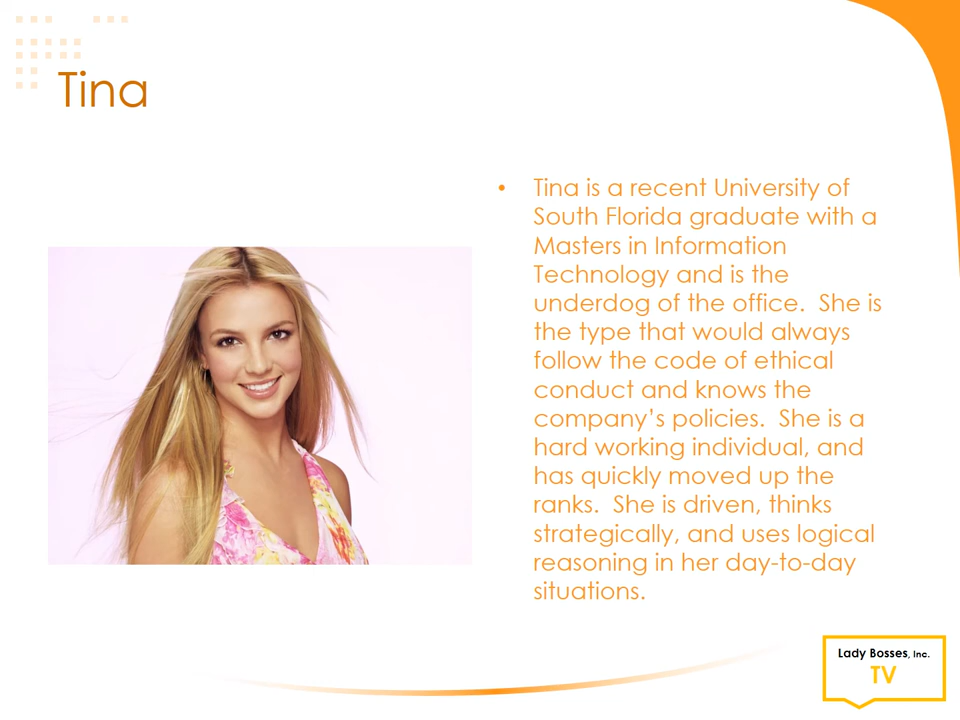 Tina
• Tina is a recent University of
South Florida graduate with a
Masters in Information
Technology and is the
underdog of the office.  She is
the type that would always
follow the code of ethical
conduct and knows the
company’s policies.  She is a
hard working individual, and
has quickly moved up the
ranks.  She is driven, thinks
strategically, and uses logical
reasoning in her day-to-day
situations.
Lady Bosses, Inc.
TV